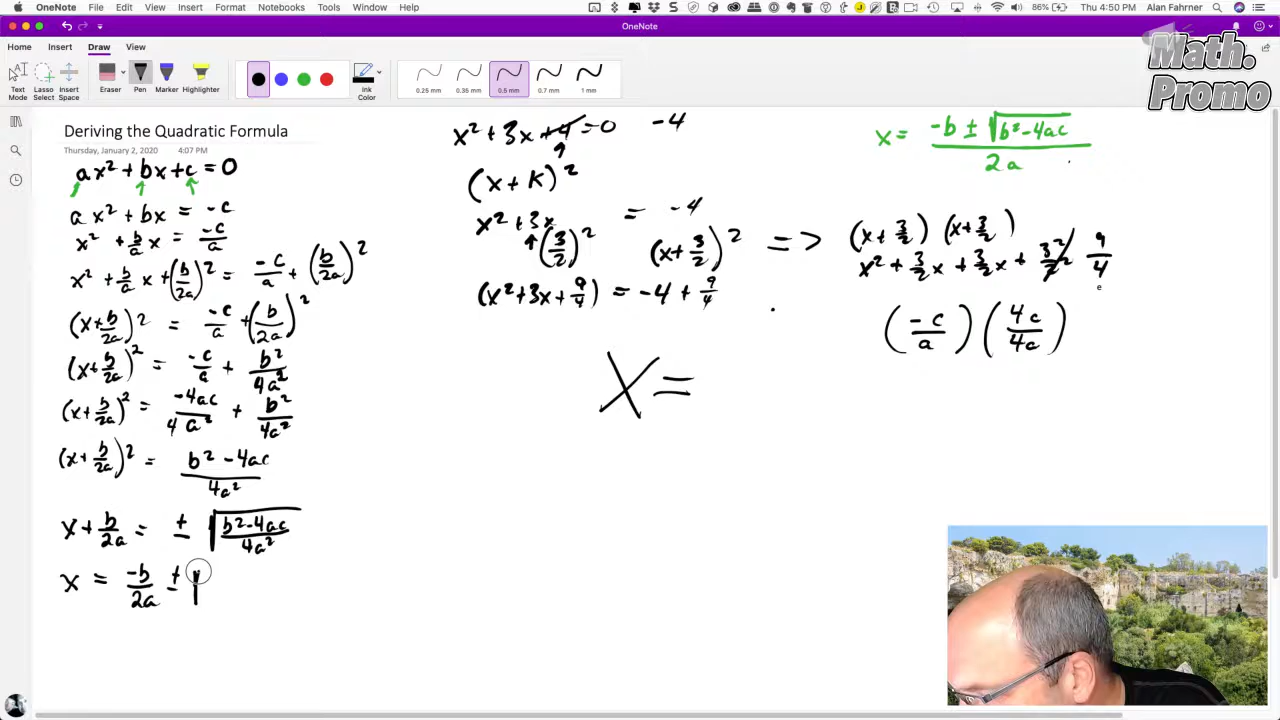 OneNote File Edit View Insert Format Notebooks Tools Window Help
86% Thu 4:50 PM Alan Fahrner
OneNote
Home Insert Draw View
Text Mode
Lasso Select
Insert Space
Eraser
Pen
Marker
Highlighter
Ink Color
0.25 mm
0.35 mm
0.5 mm
0.7 mm
1 mm
Math.
Promo
Deriving the Quadratic Formula
Thursday, January 2, 2020 4:07 PM
ax² + bx + c = 0
ax² + bx = -c
x² + b/a x = -c/a
x² + b/a x + (b/2a)² = -c/a + (b/2a)²
(x + b/2a)² = -c/a + (b/2a)²
(x + b/2a)² = -c/a + b²/4a²
(x + b/2a)² = -4ac/4a² + b²/4a²
(x + b/2a)² = b² - 4ac/4a²
x + b/2a = ± √b² - 4ac/4a²
x = -b/2a ±
x² + 3x + 4 = 0 -4
(x + K)²
x² + 3x = -4
(3/2)² (x + 3/2)² =>
(x² + 3x + 9/4) = -4 + 9/4
X =
x = -b ± √b² - 4ac/2a
(x + 3/2) (x + 3/2)
x² + 3/2x + 3/2x + 3²/2² 9/4
(-c/a) (4c/4a)